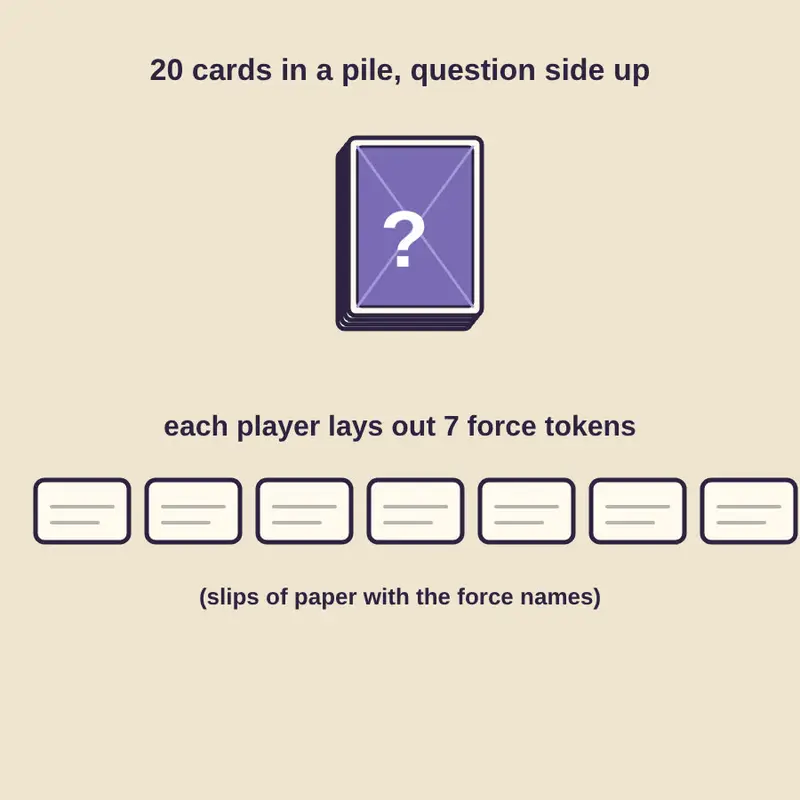 20 cards in a pile, question side up
?
each player lays out 7 force tokens
(slips of paper with the force names)